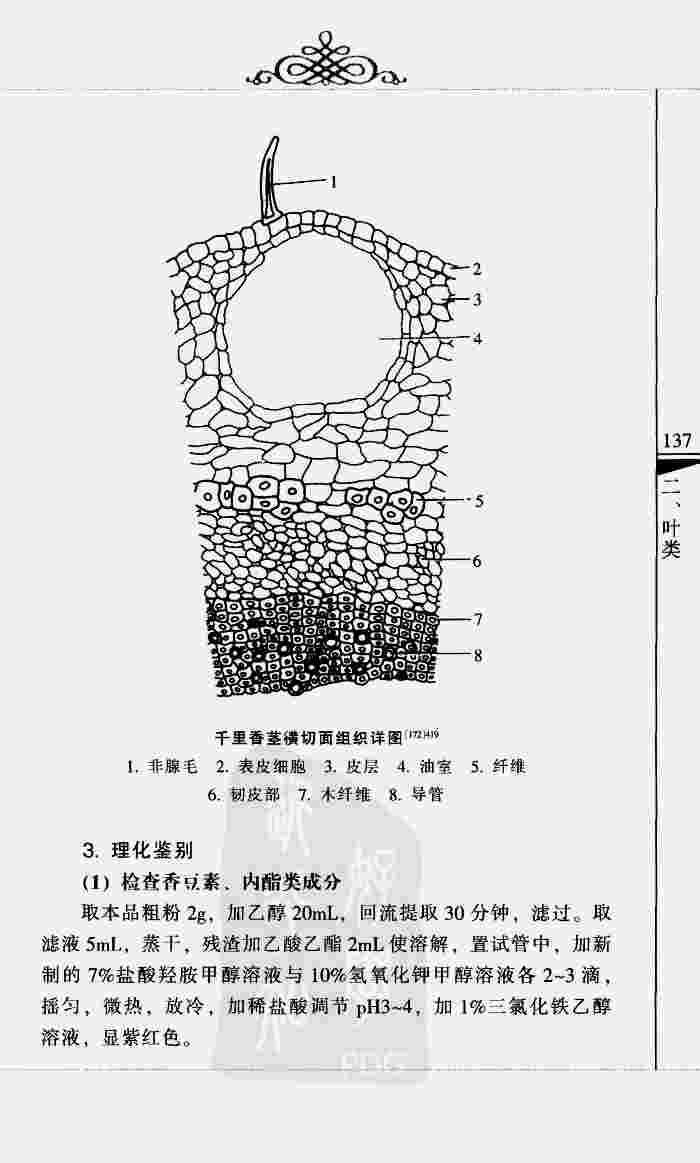 1
2
3
4
5
6
7
8
137
二、叶类
千里香茎横切面组织详图[172]419
1. 非腺毛 2. 表皮细胞 3. 皮层 4. 油室 5. 纤维
6. 韧皮部 7. 木纤维 8. 导管
3. 理化鉴别
(1) 检查香豆素、内酯类成分
取本品粗粉 2g，加乙醇 20mL，回流提取 30 分钟，滤过。取
滤液 5mL，蒸干，残渣加乙酸乙酯 2mL 使溶解，置试管中，加新
制的 7%盐酸羟胺甲醇溶液与 10%氢氧化钾甲醇溶液各 2~3 滴，
摇匀，微热，放冷，加稀盐酸调节 pH3~4，加 1%三氯化铁乙醇
溶液，显紫红色。
PDG